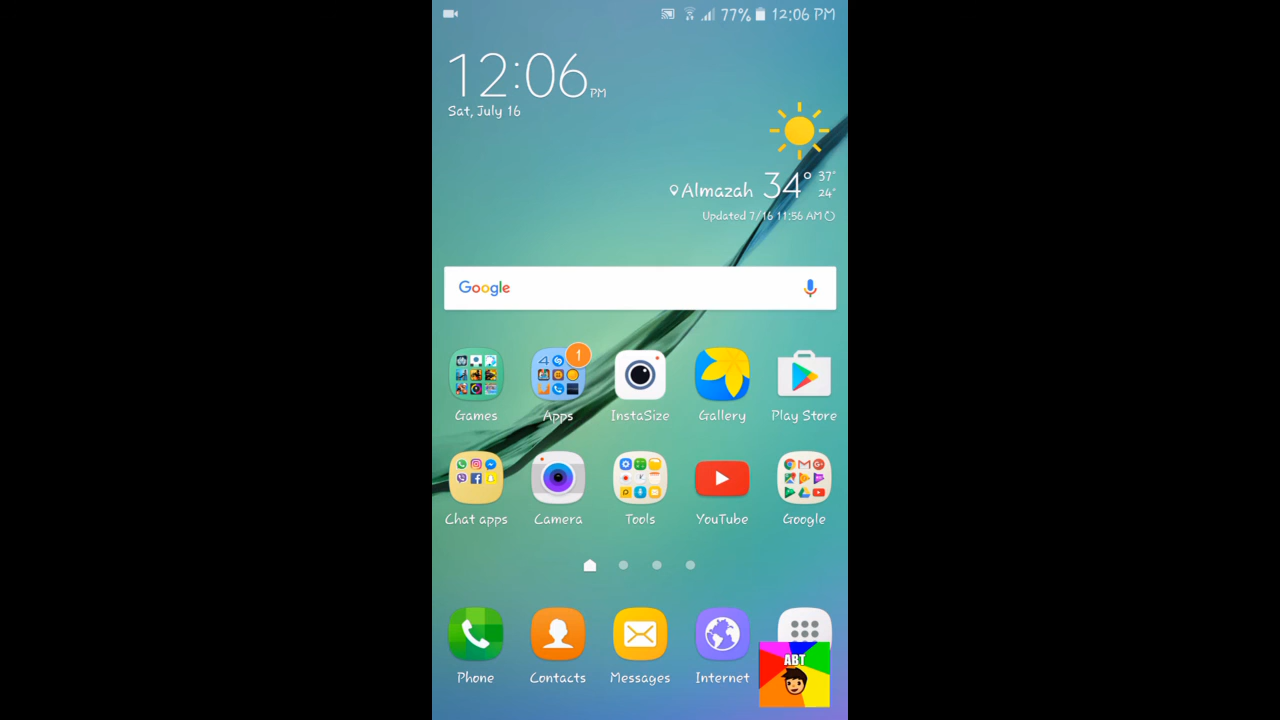 77% 12:06 PM
12:06 PM
Sat, July 16
Almazah 34° 37°
24°
Updated 7/16 11:56 AM
Google
4 1
Games Apps InstaSize Gallery Play Store
Chat apps Camera Tools YouTube Google
Phone Contacts Messages Internet
ABT